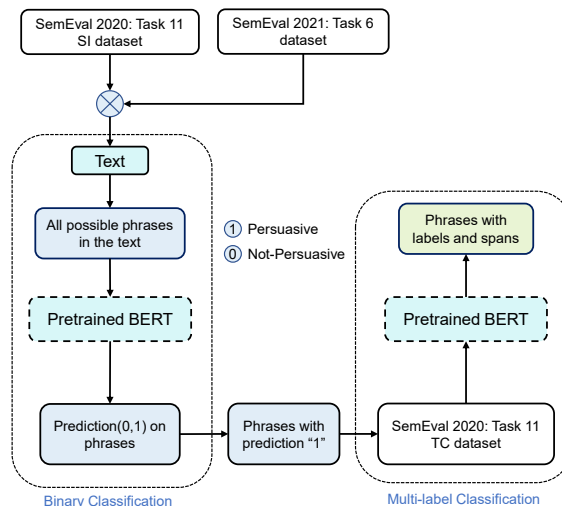 SemEval 2020: Task 11
SI dataset
SemEval 2021: Task 6
dataset
Text
All possible phrases
in the text
1 Persuasive
0 Not-Persuasive
Phrases with
labels and spans
Pretrained BERT
Pretrained BERT
Prediction(0,1) on
phrases
Phrases with
prediction “1”
SemEval 2020: Task 11
TC dataset
Binary Classification
Multi-label Classification